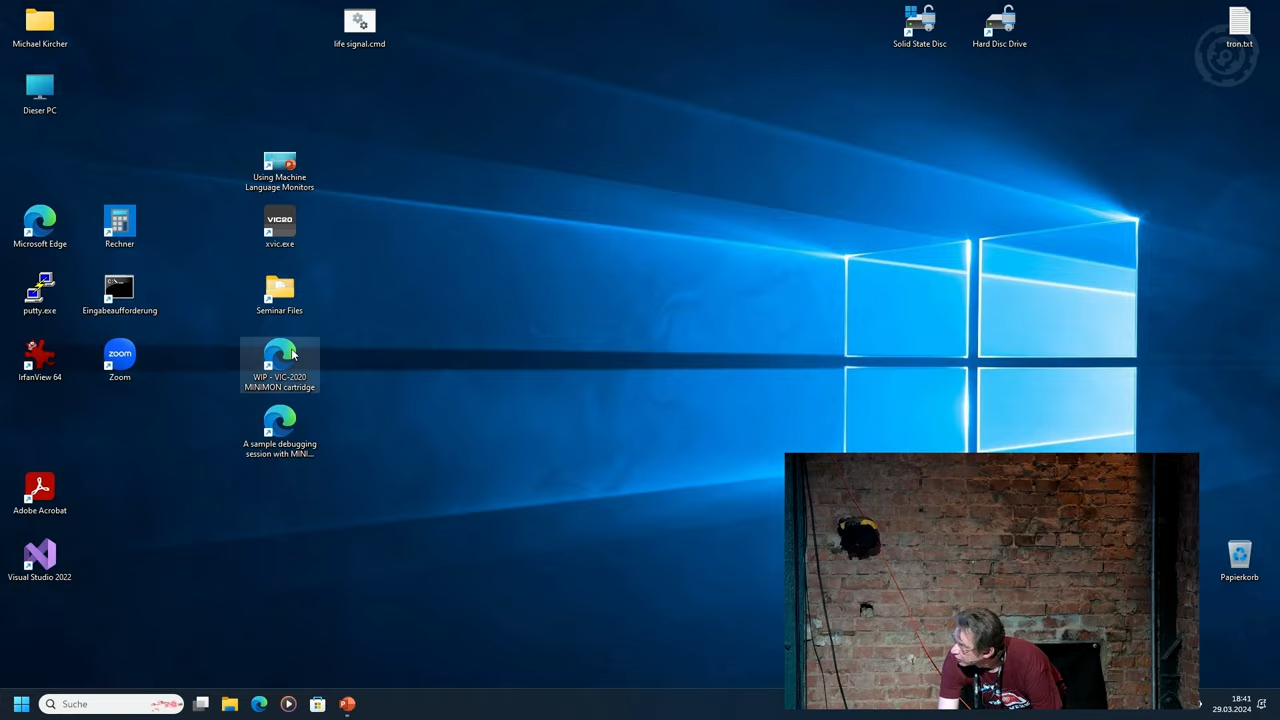 Michael Kircher
life signal.cmd
Solid State Disc
Hard Disc Drive
tron.txt
Dieser PC
Using Machine
Language Monitors
Microsoft Edge
Rechner
VIC20
xvic.exe
putty.exe
C:\_
Eingabeaufforderung
Seminar Files
IrfanView 64
zoom
Zoom
WIP - VIC-2020
MINIMON cartridge
A sample debugging
session with MINI...
Adobe Acrobat
Visual Studio 2022
Papierkorb
Suche
18:41
29.03.2024